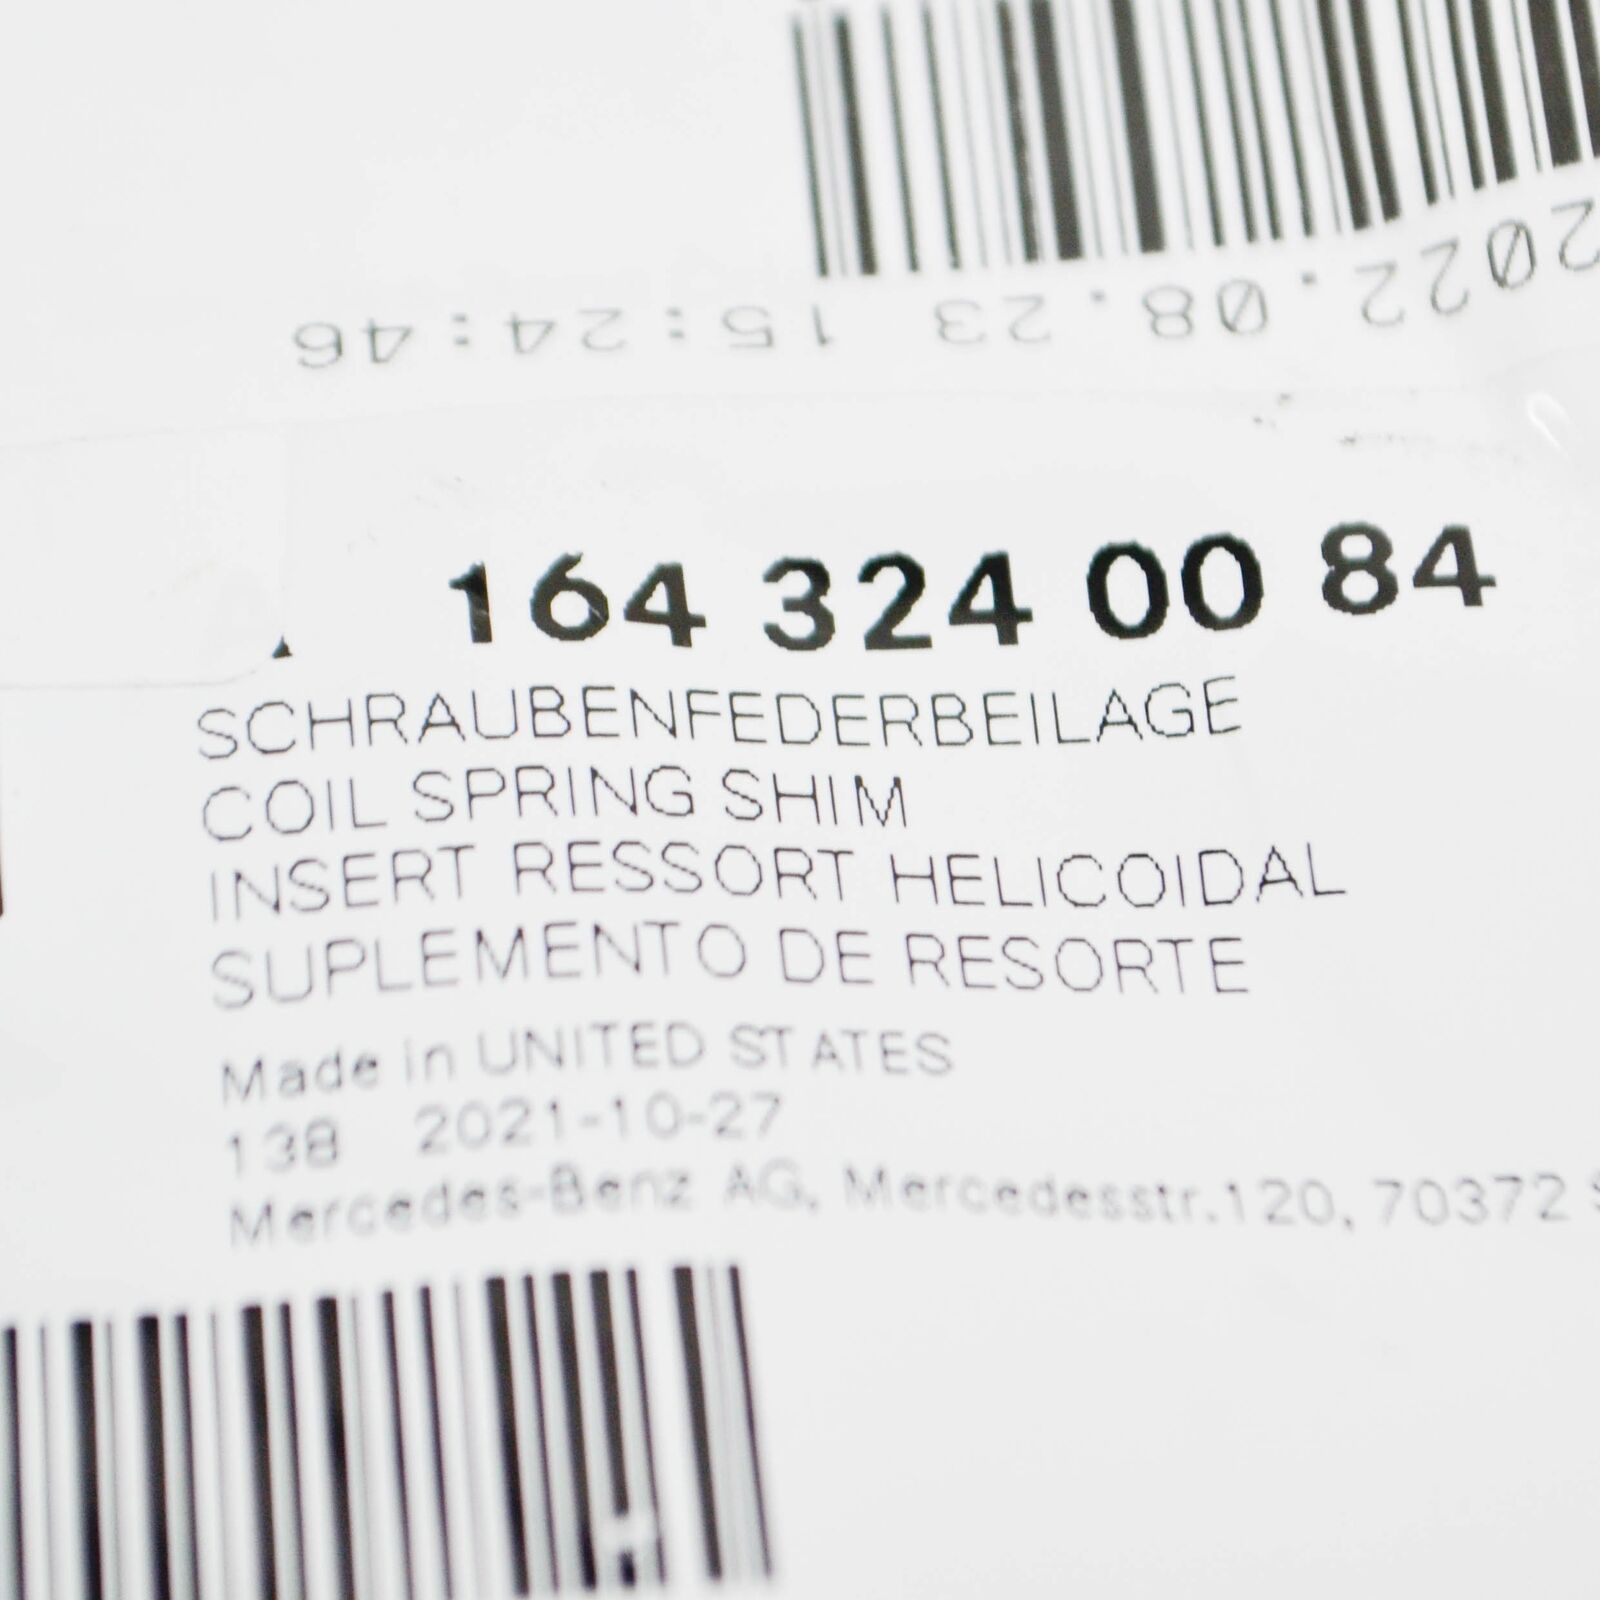 2022.08.23 15:24:46
164 324 00 84
SCHRAUBENFEDERBEILAGE
COIL SPRING SHIM
INSERT RESSORT HELICOIDAL
SUPLEMENTO DE RESORTE
Made in UNITED STATES
138 2021-10-27
Mercedes-Benz AG, Mercedesstr.120, 70372